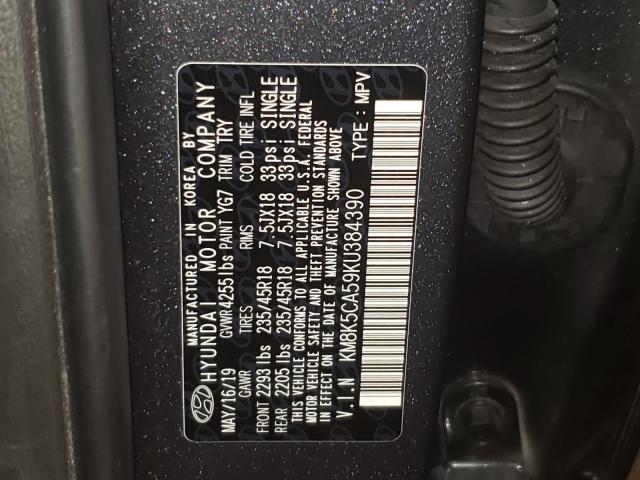 MANUFACTURED IN KOREA BY
HYUNDAI MOTOR COMPANY
MAY/16/19 GVWR 4255 lbs PAINT YG7 TRIM TRY
GAWR RIMS COLD TIRE INFL
FRONT 2293 lbs 235/45R18 7.5JX18 33psi SINGLE
REAR 2205 lbs 235/45R18 7.5JX18 33psi SINGLE
THIS VEHICLE CONFORMS TO ALL APPLICABLE U.S.A. FEDERAL
MOTOR VEHICLE SAFETY AND THEFT PREVENTION STANDARDS
IN EFFECT ON THE DATE OF MANUFACTURE SHOWN ABOVE
V.I.N KM8K5CA59KU384390 TYPE : MPV